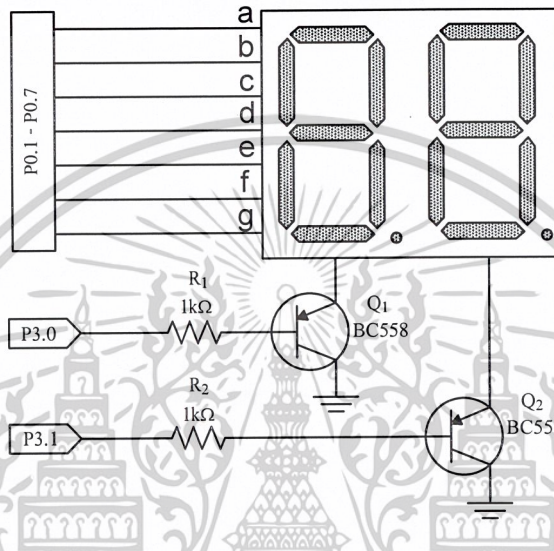 a
b
c
d
e
f
g
P0.1 - P0.7
R1
1kΩ
P3.0
Q1
BC558
R2
1kΩ
P3.1
Q2
BC55